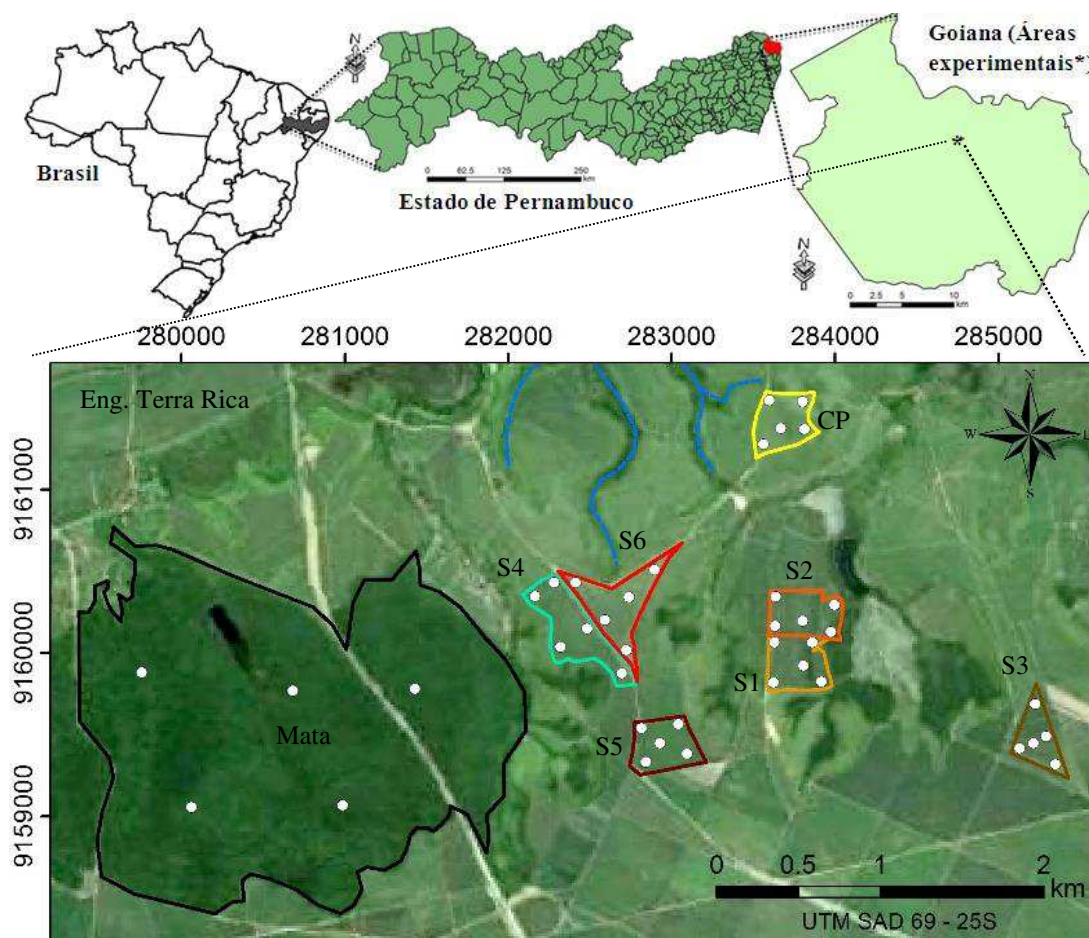 Brasil
N
0 62.5 125 250
km
Estado de Pernambuco
Goiana (Áreas
experimentais*)
*
N
0 2.5 5 10
km
280000 281000 282000 283000 284000 285000
9161000
9160000
9159000
Eng. Terra Rica
CP
N
W
S
S6
S4
S2
S1
S3
S5
Mata
0 0.5 1 2
km
UTM SAD 69 - 25S